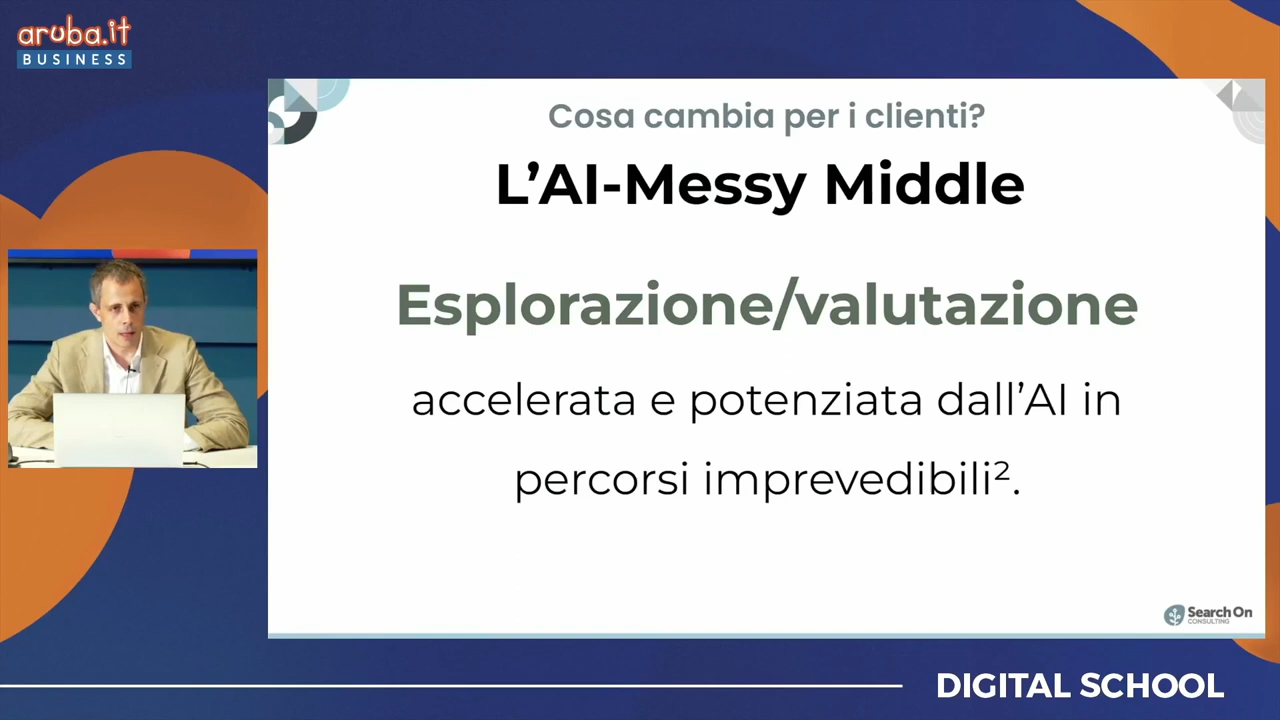 aruba.it
BUSINESS
Cosa cambia per i clienti?
L’AI-Messy Middle
Esplorazione/valutazione
accelerata e potenziata dall’AI in
percorsi imprevedibili².
Search On
CONSULTING
DIGITAL SCHOOL